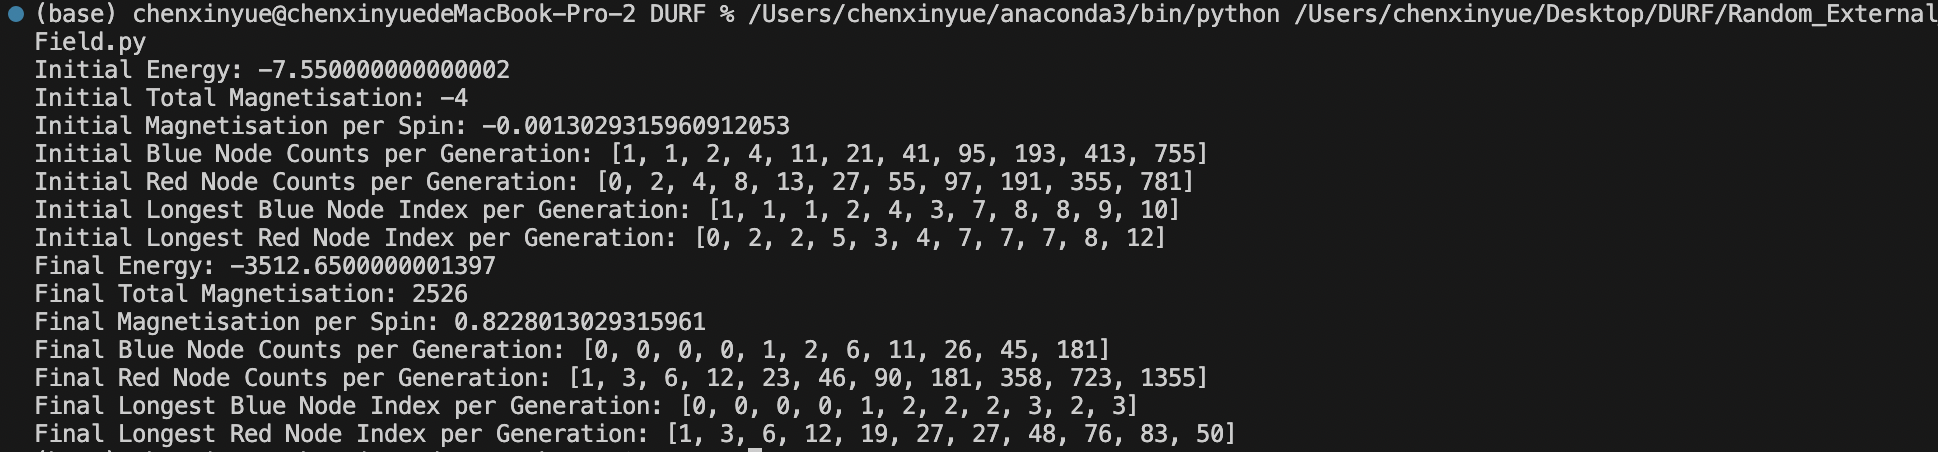 (base) chenxinyue@chenxinyuedeMacBook-Pro-2 DURF % /Users/chenxinyue/anaconda3/bin/python /Users/chenxinyue/Desktop/DURF/Random_External
Field.py
Initial Energy: -7.550000000000002
Initial Total Magnetisation: -4
Initial Magnetisation per Spin: -0.0013029315960912053
Initial Blue Node Counts per Generation: [1, 1, 2, 4, 11, 21, 41, 95, 193, 413, 755]
Initial Red Node Counts per Generation: [0, 2, 4, 8, 13, 27, 55, 97, 191, 355, 781]
Initial Longest Blue Node Index per Generation: [1, 1, 1, 2, 4, 3, 7, 8, 8, 9, 10]
Initial Longest Red Node Index per Generation: [0, 2, 2, 5, 3, 4, 7, 7, 7, 8, 12]
Final Energy: -3512.6500000001397
Final Total Magnetisation: 2526
Final Magnetisation per Spin: 0.8228013029315961
Final Blue Node Counts per Generation: [0, 0, 0, 0, 1, 2, 6, 11, 26, 45, 181]
Final Red Node Counts per Generation: [1, 3, 6, 12, 23, 46, 90, 181, 358, 723, 1355]
Final Longest Blue Node Index per Generation: [0, 0, 0, 0, 1, 2, 2, 2, 3, 2, 3]
Final Longest Red Node Index per Generation: [1, 3, 6, 12, 19, 27, 27, 48, 76, 83, 50]